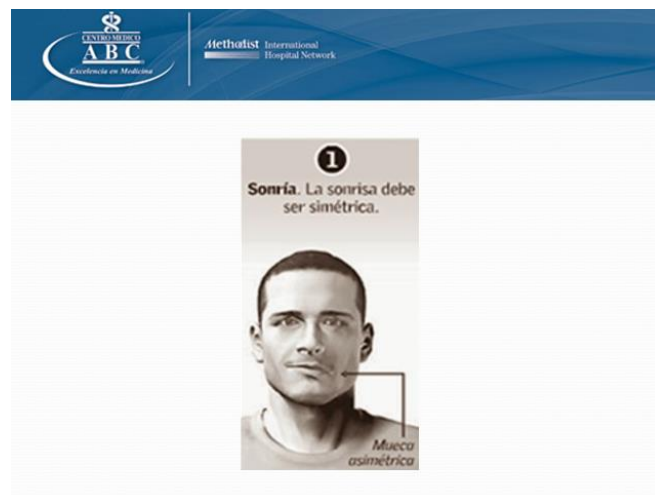 CENTRO MEDICO
ABC
Excelencia en Medicina
Methodist International
Hospital Network
1
Sonría. La sonrisa debe
ser simétrica.
Mueca
asimétrica